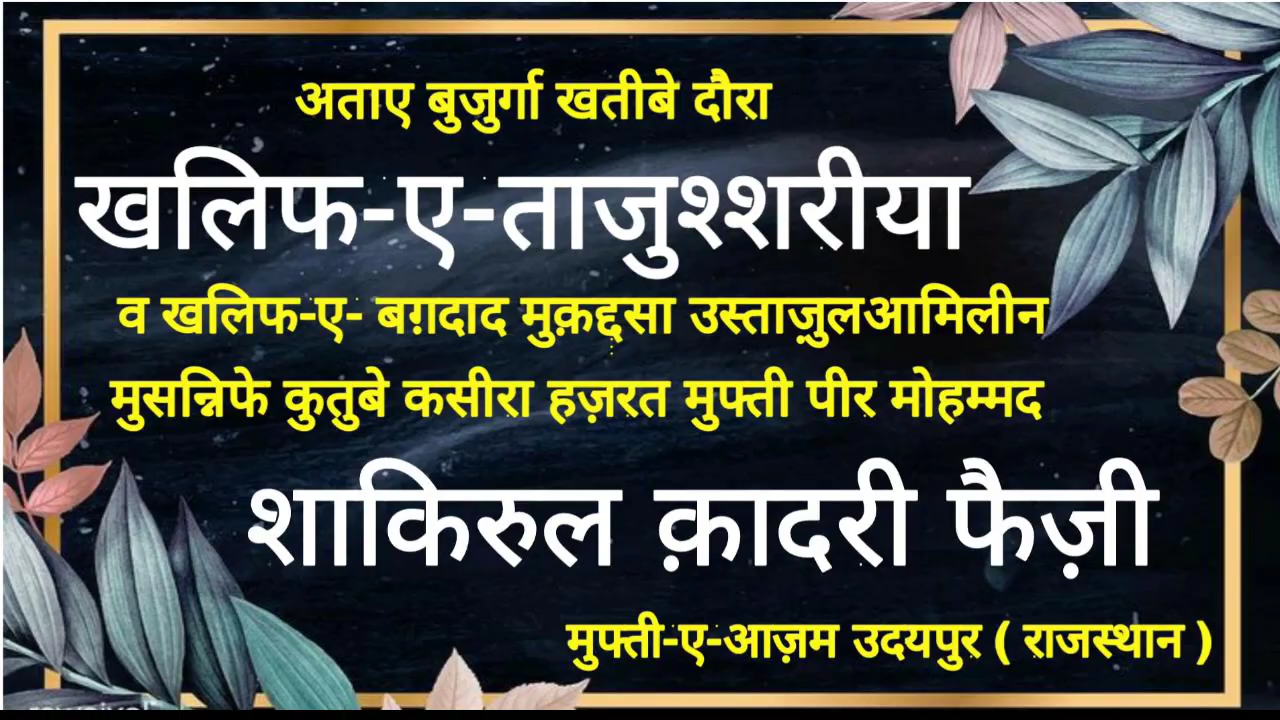 अताए बुजुर्गा खतीबे दौरा
खलिफ-ए-ताजुश्शरीया
व खलिफ-ए- बग़दाद मुक़द्दसा उस्ताज़ुलआमिलीन
मुसन्निफे कुतुबे कसीरा हज़रत मुफ्ती पीर मोहम्मद
शाकिरुल क़ादरी फैज़ी
मुफ्ती-ए-आज़म उदयपुर ( राजस्थान )